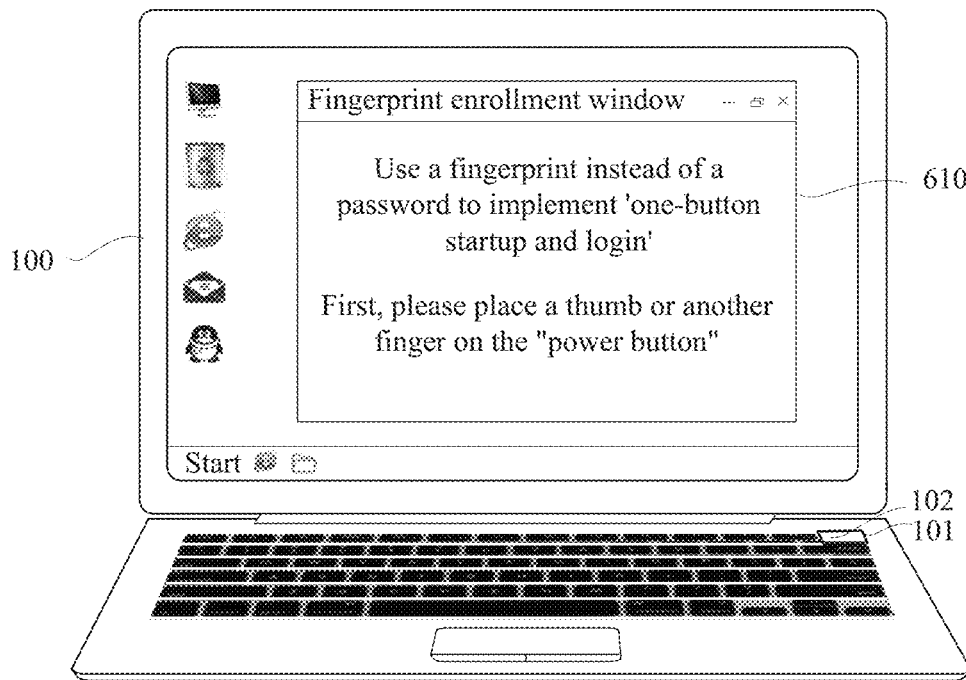 Fingerprint enrollment window
Use a fingerprint instead of a
password to implement 'one-button
startup and login'
610
100
First, please place a thumb or another
finger on the "power button"
Start
102
101